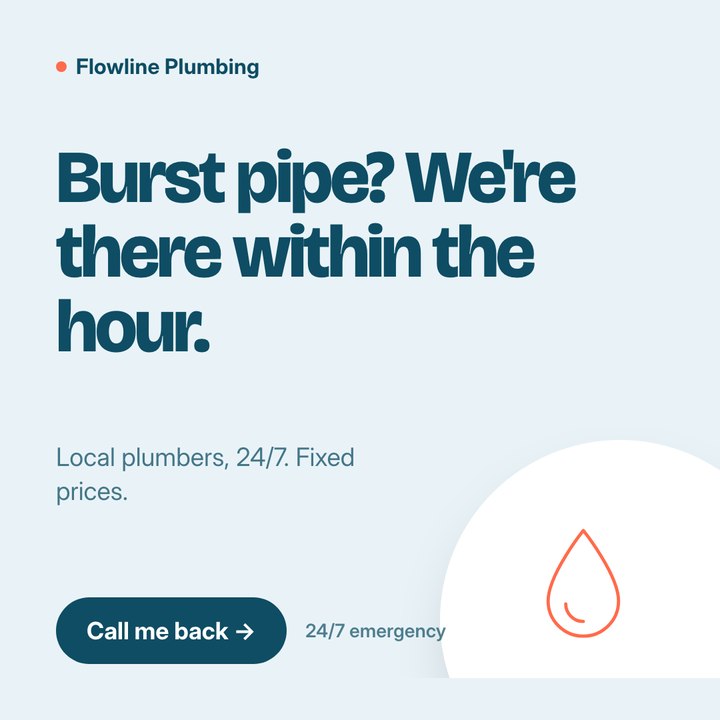 Flowline Plumbing
Burst pipe? We're
there within the
hour.
Local plumbers, 24/7. Fixed
prices.
Call me back →
24/7 emergency